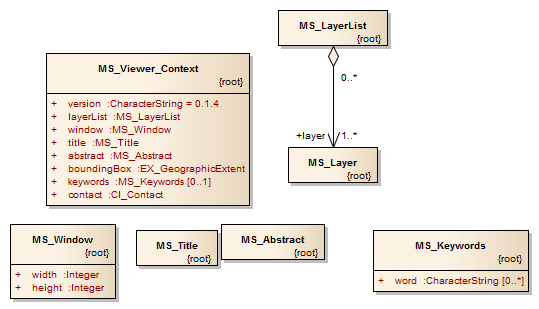 MS_LayerList
{root}
MS_Viewer_Context
{root}
+ version :CharacterString = 0.1.4
+ layerList :MS_LayerList
+ window :MS_Window
+ title :MS_Title
+ abstract :MS_Abstract
+ boundingBox :EX_GeographicExtent
+ keywords :MS_Keywords [0..1]
+ contact :CI_Contact
0..*
+layer 1..*
MS_Layer
{root}
MS_Window
{root}
+ width :Integer
+ height :Integer
MS_Title
{root}
MS_Abstract
{root}
MS_Keywords
{root}
+ word :CharacterString [0..*]